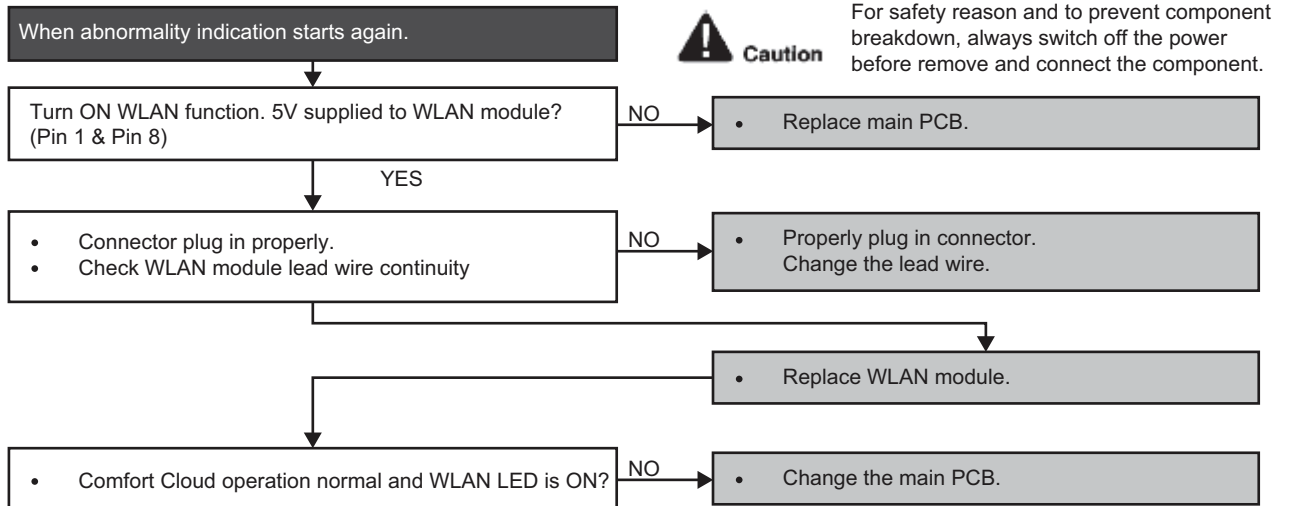 When abnormality indication starts again.
Caution
For safety reason and to prevent component
breakdown, always switch off the power
before remove and connect the component.
Turn ON WLAN function. 5V supplied to WLAN module?
(Pin 1 & Pin 8)
NO
• Replace main PCB.
YES
• Connector plug in properly.
• Check WLAN module lead wire continuity
NO
• Properly plug in connector.
Change the lead wire.
• Replace WLAN module.
• Comfort Cloud operation normal and WLAN LED is ON?
NO
• Change the main PCB.